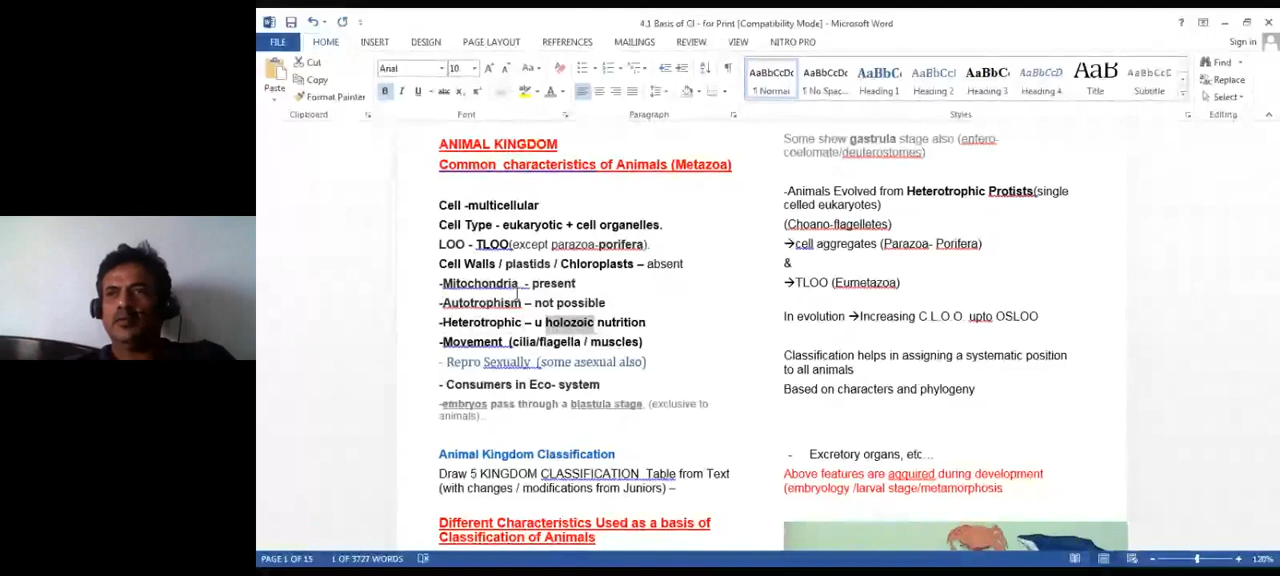 4.1 Basis of Cl - for Print [Compatibility Mode] - Microsoft Word
FILE HOME INSERT DESIGN PAGE LAYOUT REFERENCES MAILINGS REVIEW VIEW NITRO PRO
Sign in
Paste
Cut
Copy
Format Painter
Clipboard
Arial 10
Font
Paragraph
AaBbCcDc AaBbCcDc AaBbC AaBbC AaBbC AaBbCcD AaB AaBbCcD
¶ Normal ¶ No Spac... Heading 1 Heading 2 Heading 3 Heading 4 Title Subtitle
Styles
Find
Replace
Select
Editing
ANIMAL KINGDOM
Common characteristics of Animals (Metazoa)
Cell -multicellular
Cell Type - eukaryotic + cell organelles.
LOO - TLOO(except parazoa-porifera).
Cell Walls / plastids / Chloroplasts – absent
-Mitochondria - present
-Autotrophism – not possible
-Heterotrophic – u holozoic nutrition
-Movement (cilia/flagella / muscles)
- Repro Sexually (some asexual also)
- Consumers in Eco- system
-embryos pass through a blastula stage, (exclusive to
animals)..
Animal Kingdom Classification
Draw 5 KINGDOM CLASSIFICATION Table from Text
(with changes / modifications from Juniors) –
Different Characteristics Used as a basis of
Classification of Animals
Some show gastrula stage also (entero-
coelomate/deuterostomes)
-Animals Evolved from Heterotrophic Protists(single
celled eukaryotes)
(Choano-flagelletes)
→cell aggregates (Parazoa- Porifera)
&
→TLOO (Eumetazoa)
In evolution →Increasing C L O O upto OSLOO
Classification helps in assigning a systematic position
to all animals
Based on characters and phylogeny
- Excretory organs, etc…
Above features are aqquired during development
(embryology /larval stage/metamorphosis
PAGE 1 OF 15 1 OF 3727 WORDS
120%